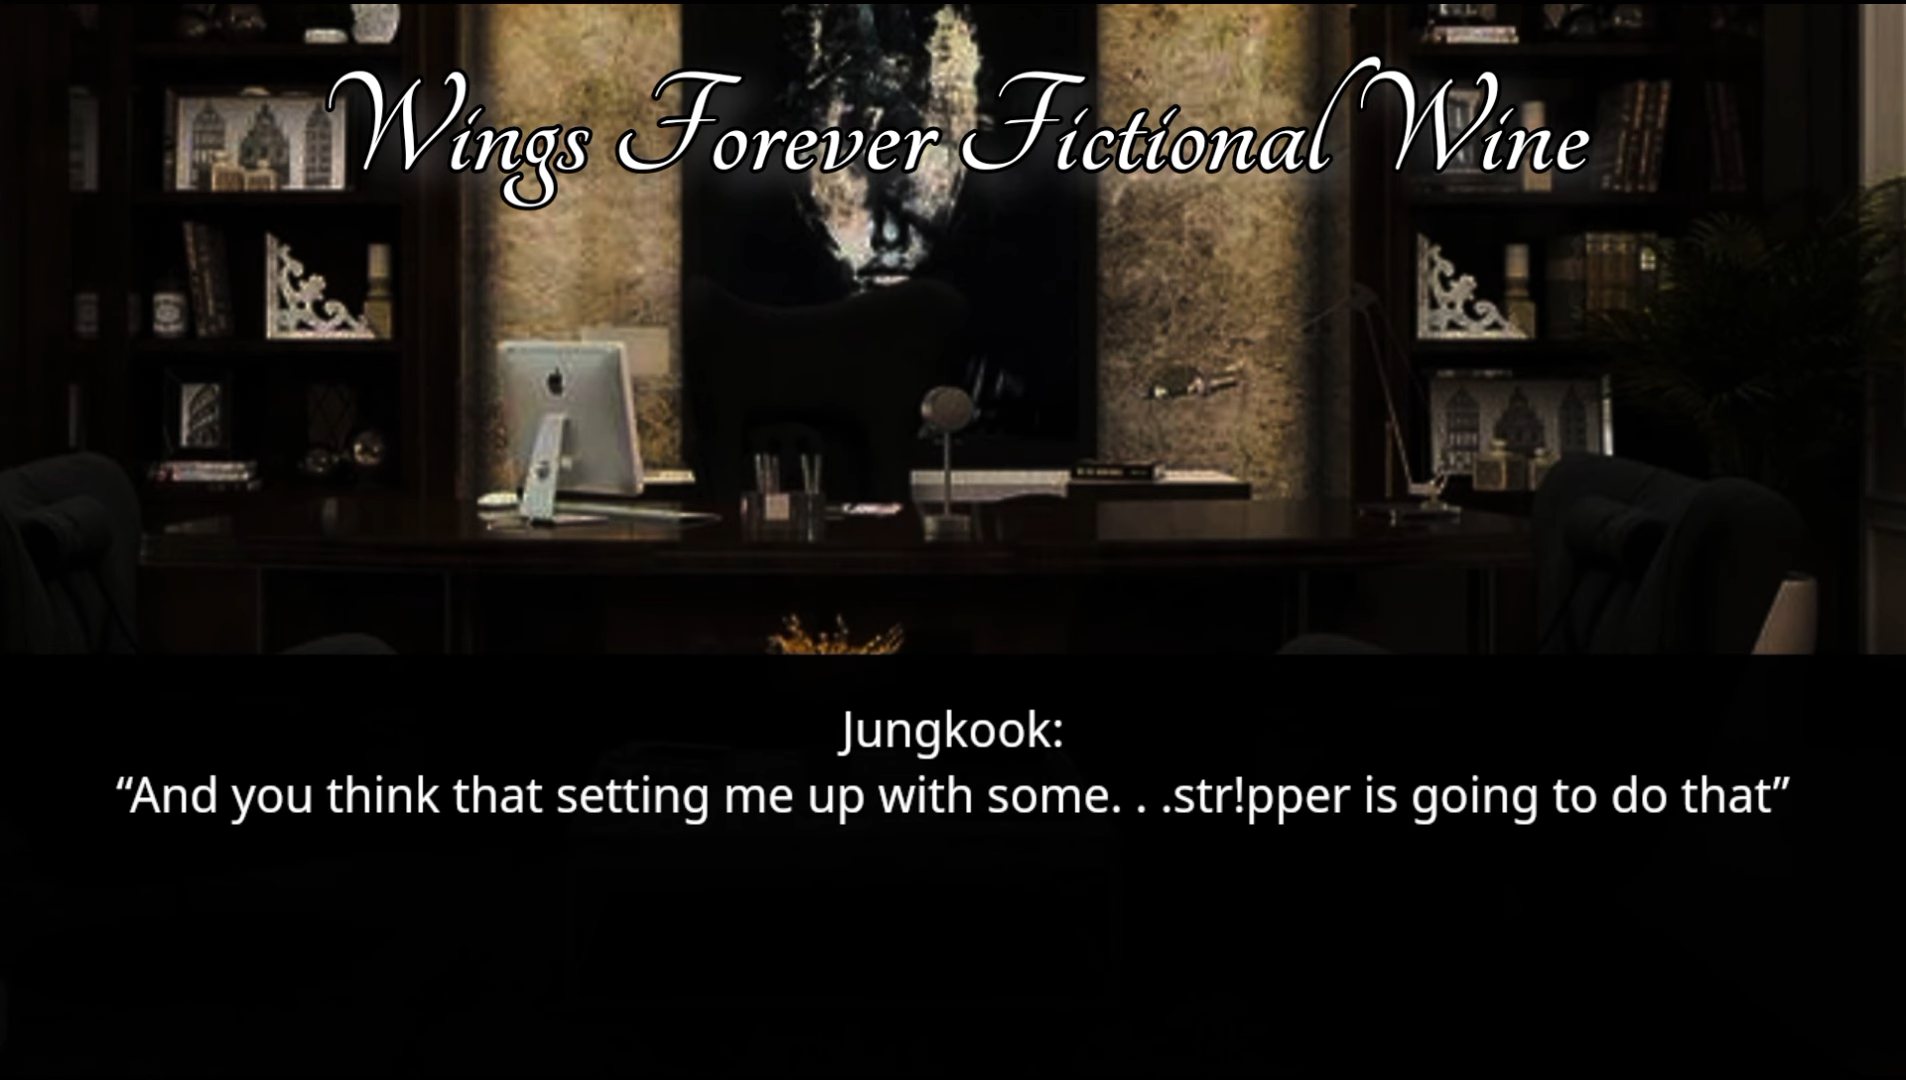 Wings Forever Fictional Wine
Jungkook:
“And you think that setting me up with some. . .str!pper is going to do that”